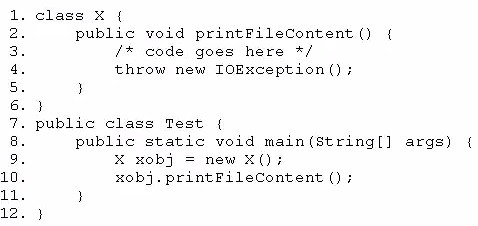 1. class X {
2. public void printFileContent() {
3. /* code goes here */
4. throw new IOException();
5. }
6. }
7. public class Test {
8. public static void main(String[] args) {
9. X xobj = new X();
10. xobj.printFileContent();
11. }
12. }